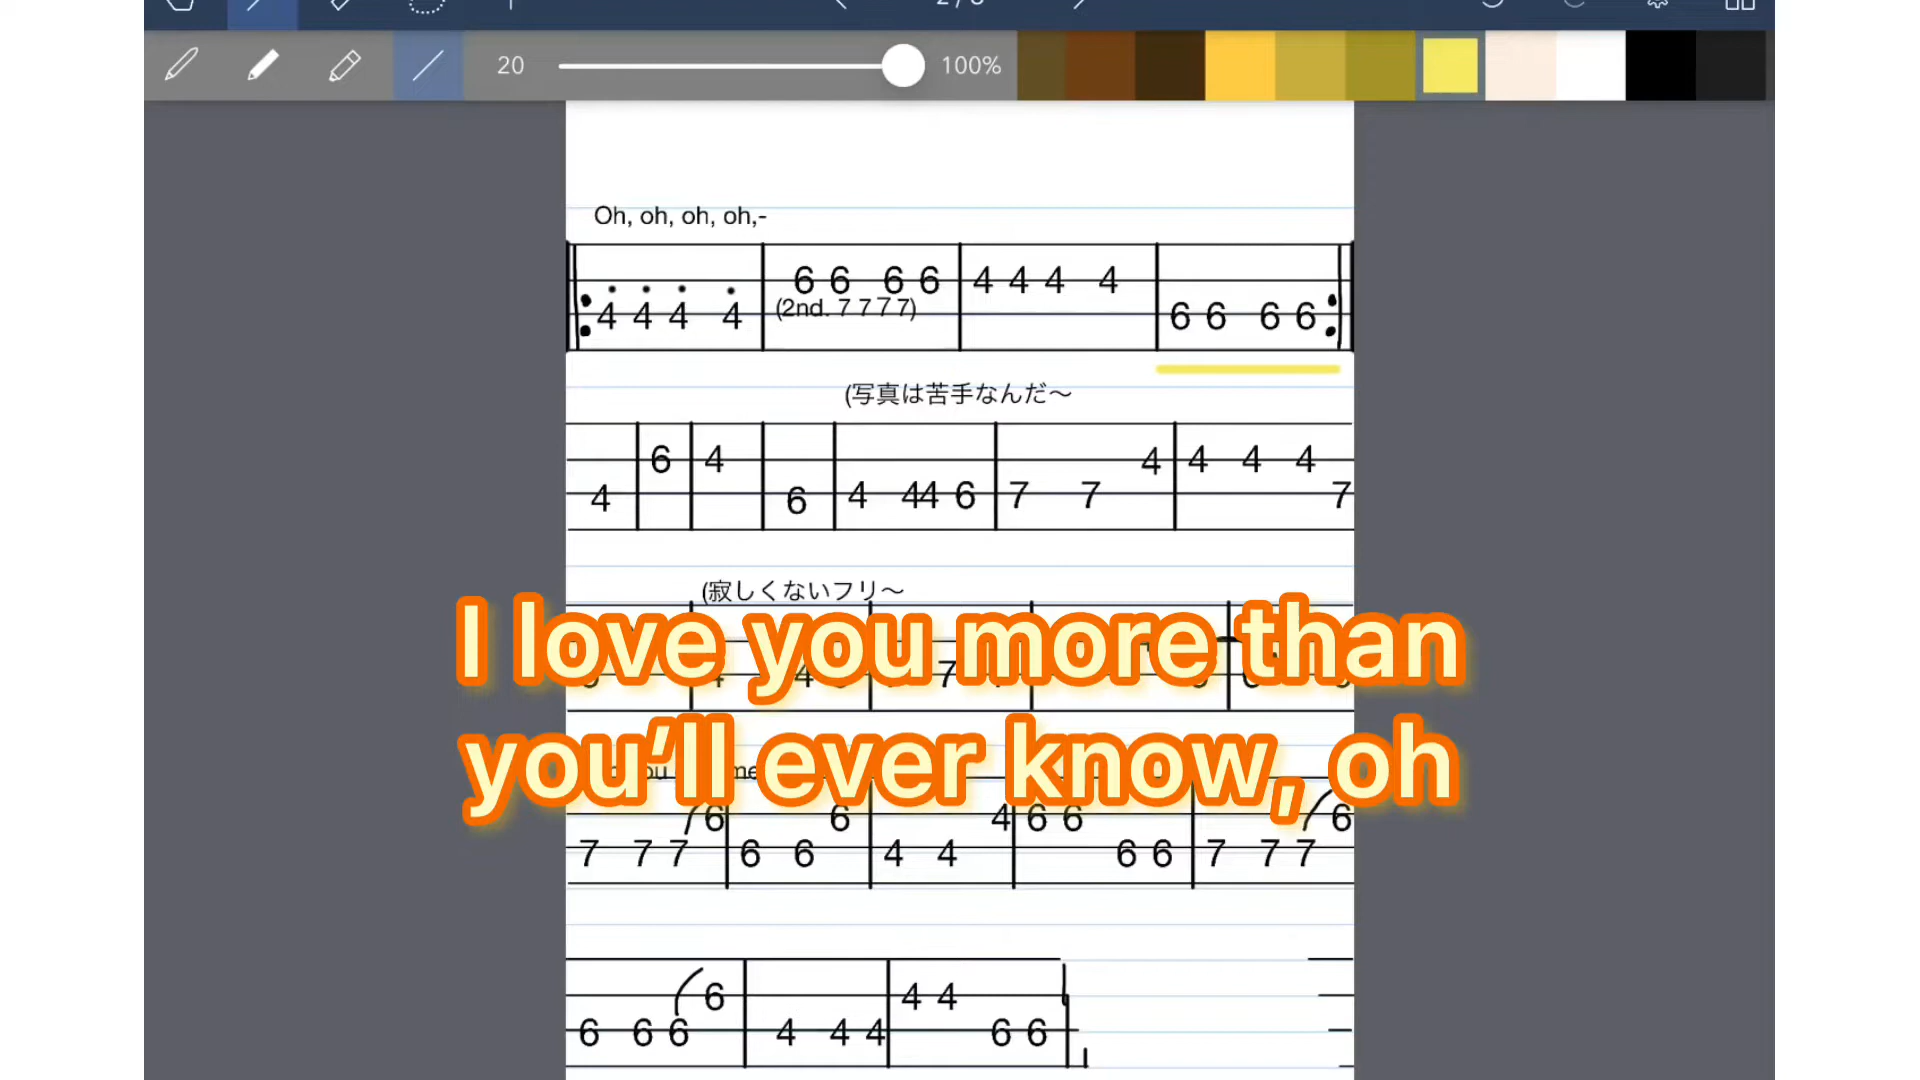 20 100%
Oh, oh, oh, oh,-
4 4 4 4 6 6 6 6 4 4 4 4 6 6 6 6
(2nd. 7 7 7 7)
(写真は苦手なんだ〜
6 4 4 4 4 4
4 6 4 44 6 7 7 7
(寂しくないフリ〜
I love you more than
you’ll ever know, oh
6 6 4 6 6 6
7 7 7 6 6 4 4 6 6 7 7 7
6 4 4
6 6 6 4 4 4 6 6